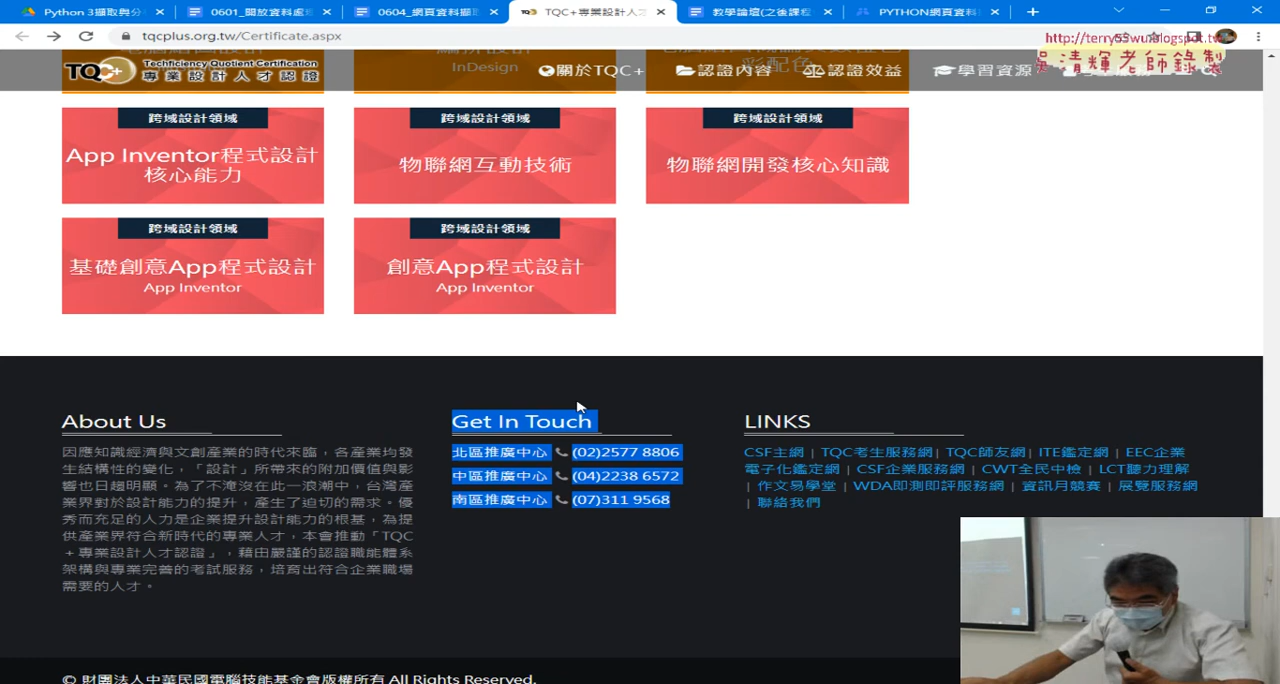 Python 3擷取與分
0601_開放資料處
0604_網頁資料擷
TQC+專業設計人才
教學論壇(之後課程
PYTHON網頁資料
tqcplus.org.tw/Certificate.aspx
http://terry55wu.blogspot.tw
吳清輝老師錄製
InDesign
TQC+
Techficiency Quotient Certification
專業設計人才認證
關於TQC+
認證內容
認證效益
學習資源
跨域設計領域
App Inventor程式設計
核心能力
跨域設計領域
物聯網互動技術
跨域設計領域
物聯網開發核心知識
跨域設計領域
基礎創意App程式設計
App Inventor
跨域設計領域
創意App程式設計
App Inventor
About Us
因應知識經濟與文創產業的時代來臨，各產業均發
生結構性的變化，「設計」所帶來的附加價值與影
響也日趨明顯。為了不淹沒在此一浪潮中，台灣產
業界對於設計能力的提升，產生了迫切的需求。優
秀而充足的人力是企業提升設計能力的根基，為提
供產業界符合新時代的專業人才，本會推動「TQC
+專業設計人才認證」，藉由嚴謹的認證職能體系
架構與專業完善的考試服務，培育出符合企業職場
需要的人才。
Get In Touch
北區推廣中心 (02)2577 8806
中區推廣中心 (04)2238 6572
南區推廣中心 (07)311 9568
LINKS
CSF主網 | TQC考生服務網 | TQC師友網 | ITE鑑定網 | EEC企業
電子化鑑定網 | CSF企業服務網 | CWT全民中檢 | LCT聽力理解
| 作文易學堂 | WDA即測即評服務網 | 資訊月競賽 | 展覽服務網
| 聯絡我們
© 財團法人中華民國電腦技能基金會版權所有 All Rights Reserved.